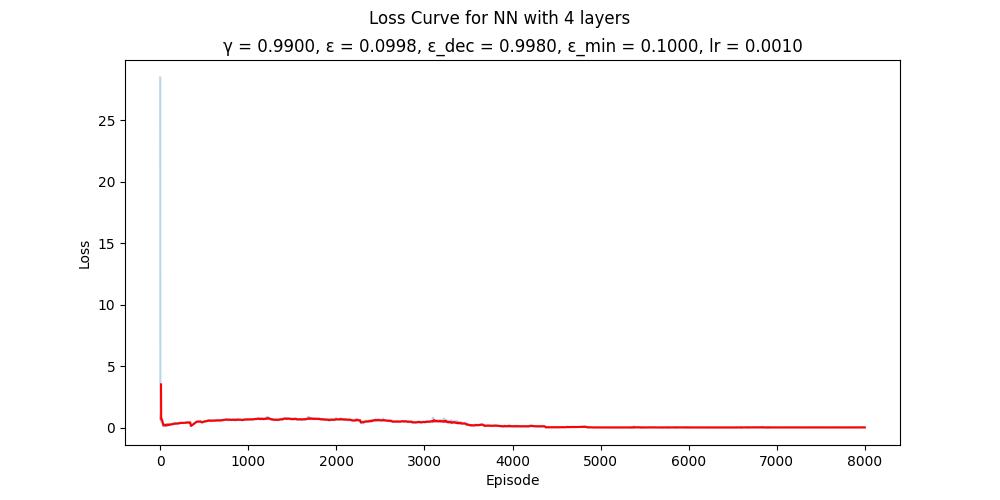 Loss Curve for NN with 4 layers
γ = 0.9900, ε = 0.0998, ε_dec = 0.9980, ε_min = 0.1000, lr = 0.0010
25
20
15
10
5
0
Loss
0 1000 2000 3000 4000 5000 6000 7000 8000
Episode